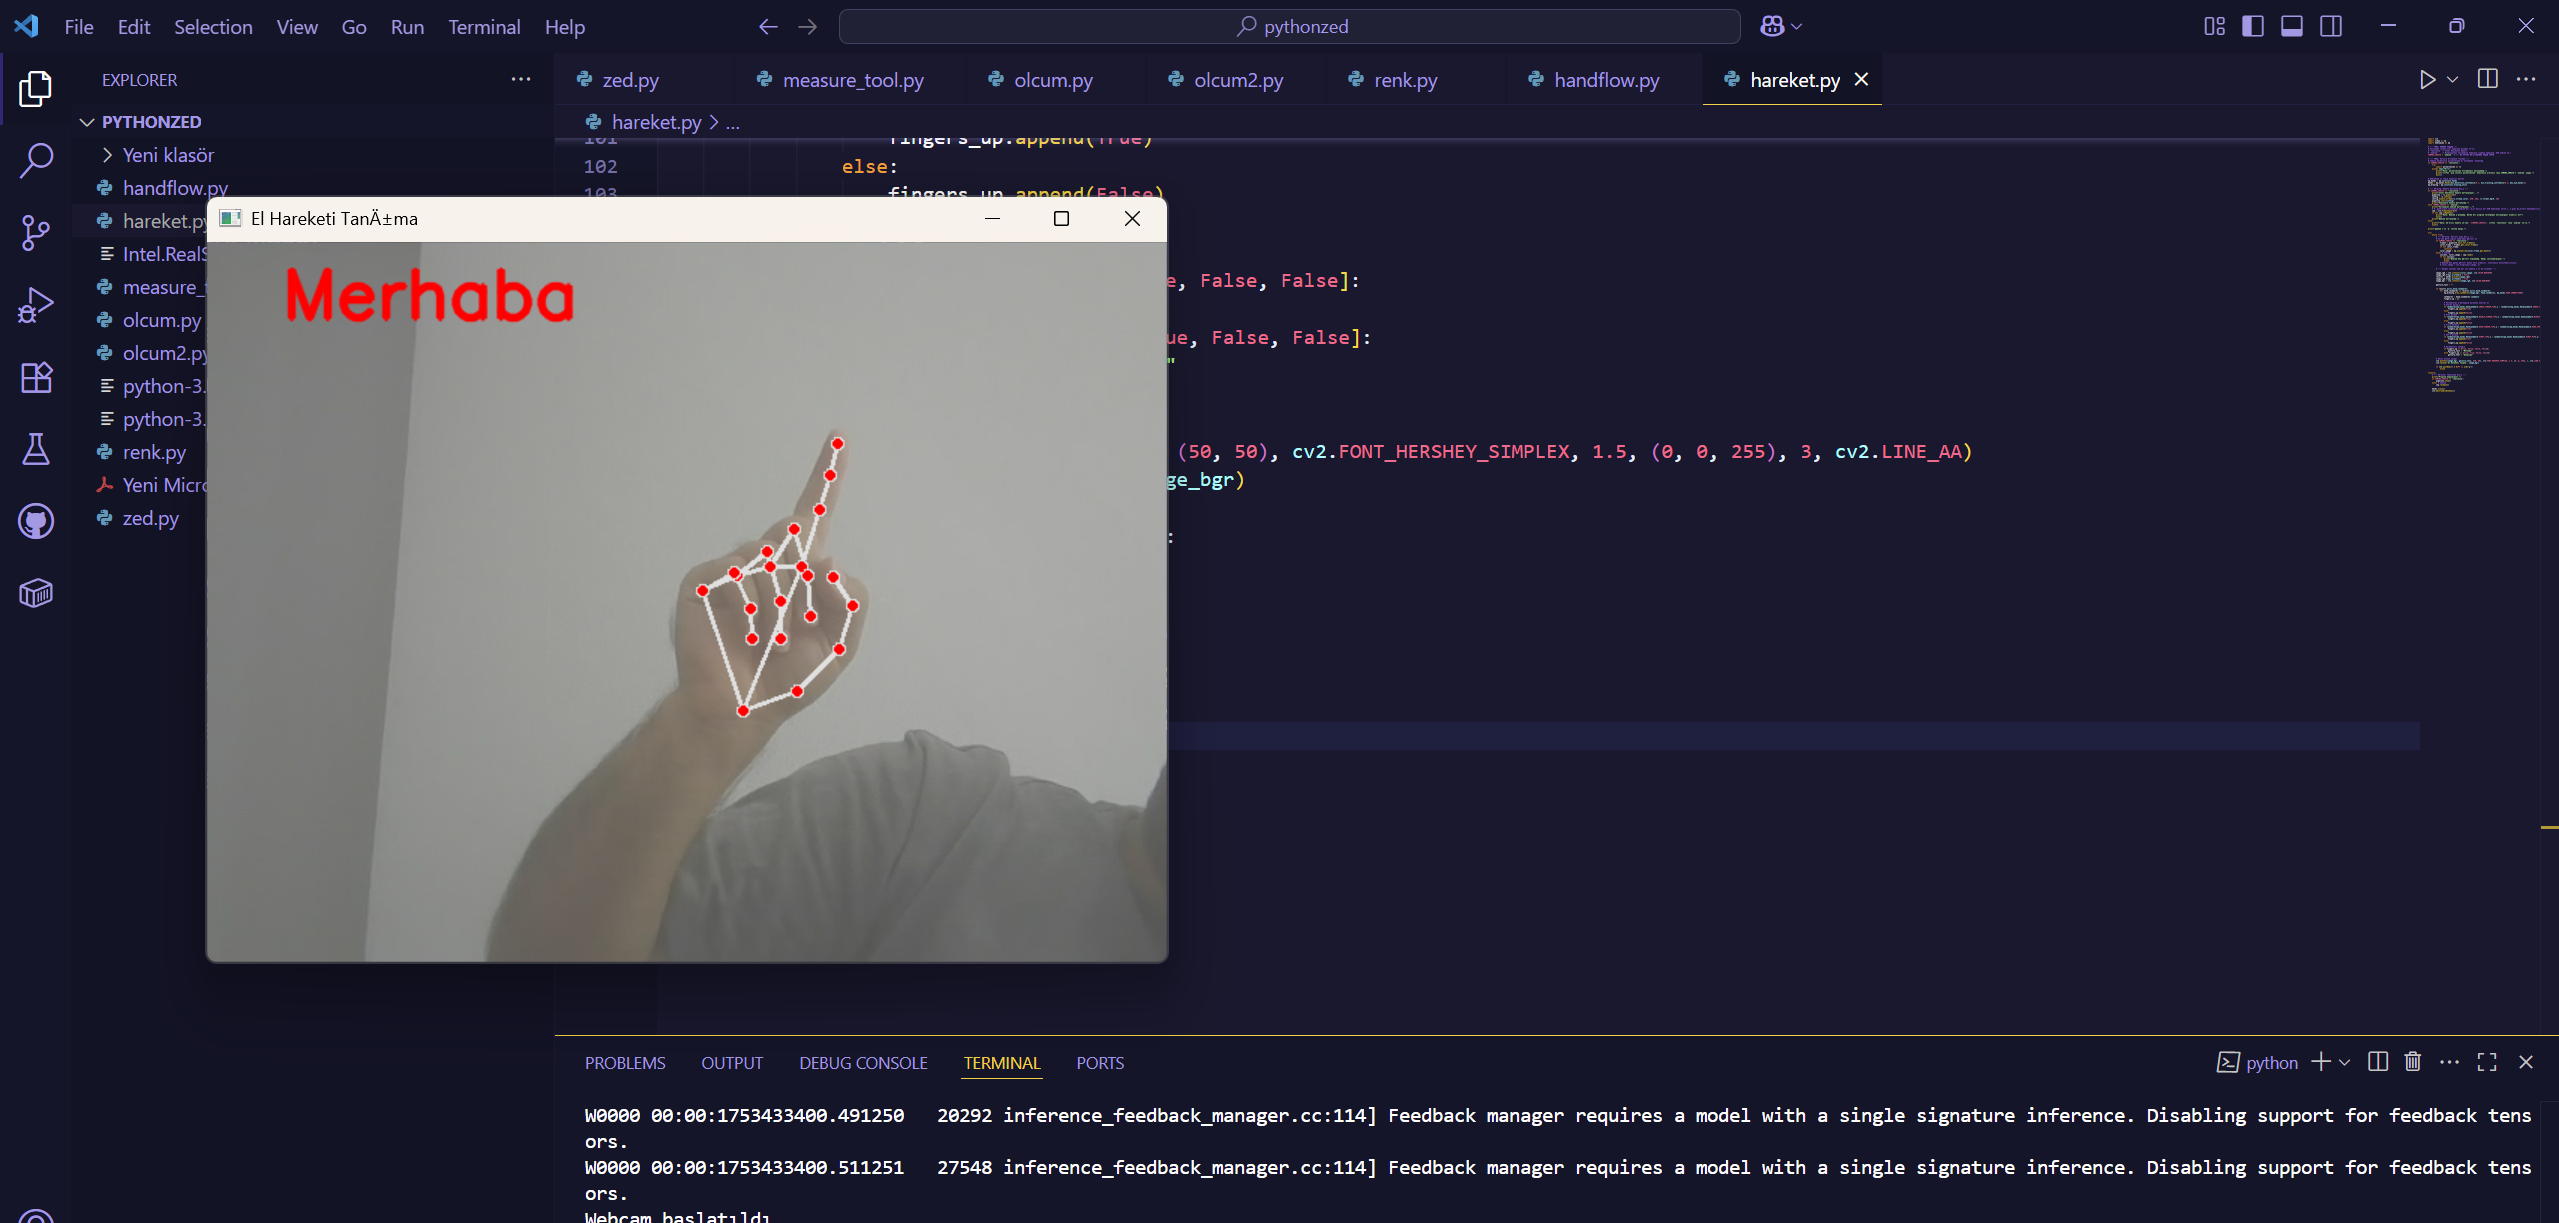 File Edit Selection View Go Run Terminal Help
pythonzed
EXPLORER
PYTHONZED
Yeni klasör
handflow.py
hareket.py
Intel.RealS
measure_t
olcum.py
olcum2.py
python-3.
python-3.
renk.py
Yeni Micro
zed.py
zed.py measure_tool.py olcum.py olcum2.py renk.py handflow.py hareket.py
hareket.py > ...
101 fingers_up.append(True)
102 else:
103 fingers_up.append(False)
e, False, False]:
ue, False, False]:
"
(50, 50), cv2.FONT_HERSHEY_SIMPLEX, 1.5, (0, 0, 255), 3, cv2.LINE_AA)
ge_bgr)
:
El Hareketi TanÄ±ma
Merhaba
PROBLEMS OUTPUT DEBUG CONSOLE TERMINAL PORTS
python
W0000 00:00:1753433400.491250   20292 inference_feedback_manager.cc:114] Feedback manager requires a model with a single signature inference. Disabling support for feedback tens
ors.
W0000 00:00:1753433400.511251   27548 inference_feedback_manager.cc:114] Feedback manager requires a model with a single signature inference. Disabling support for feedback tens
ors.
Webcam başlatıldı